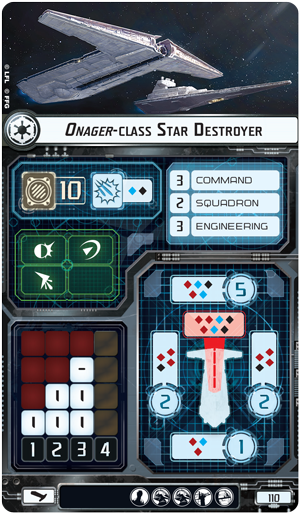 © LFL © FFG
ONAGER-CLASS STAR DESTROYER
10
3 COMMAND
2 SQUADRON
3 ENGINEERING
5
2
2
1
-
I I
I I I
1 2 3 4
110